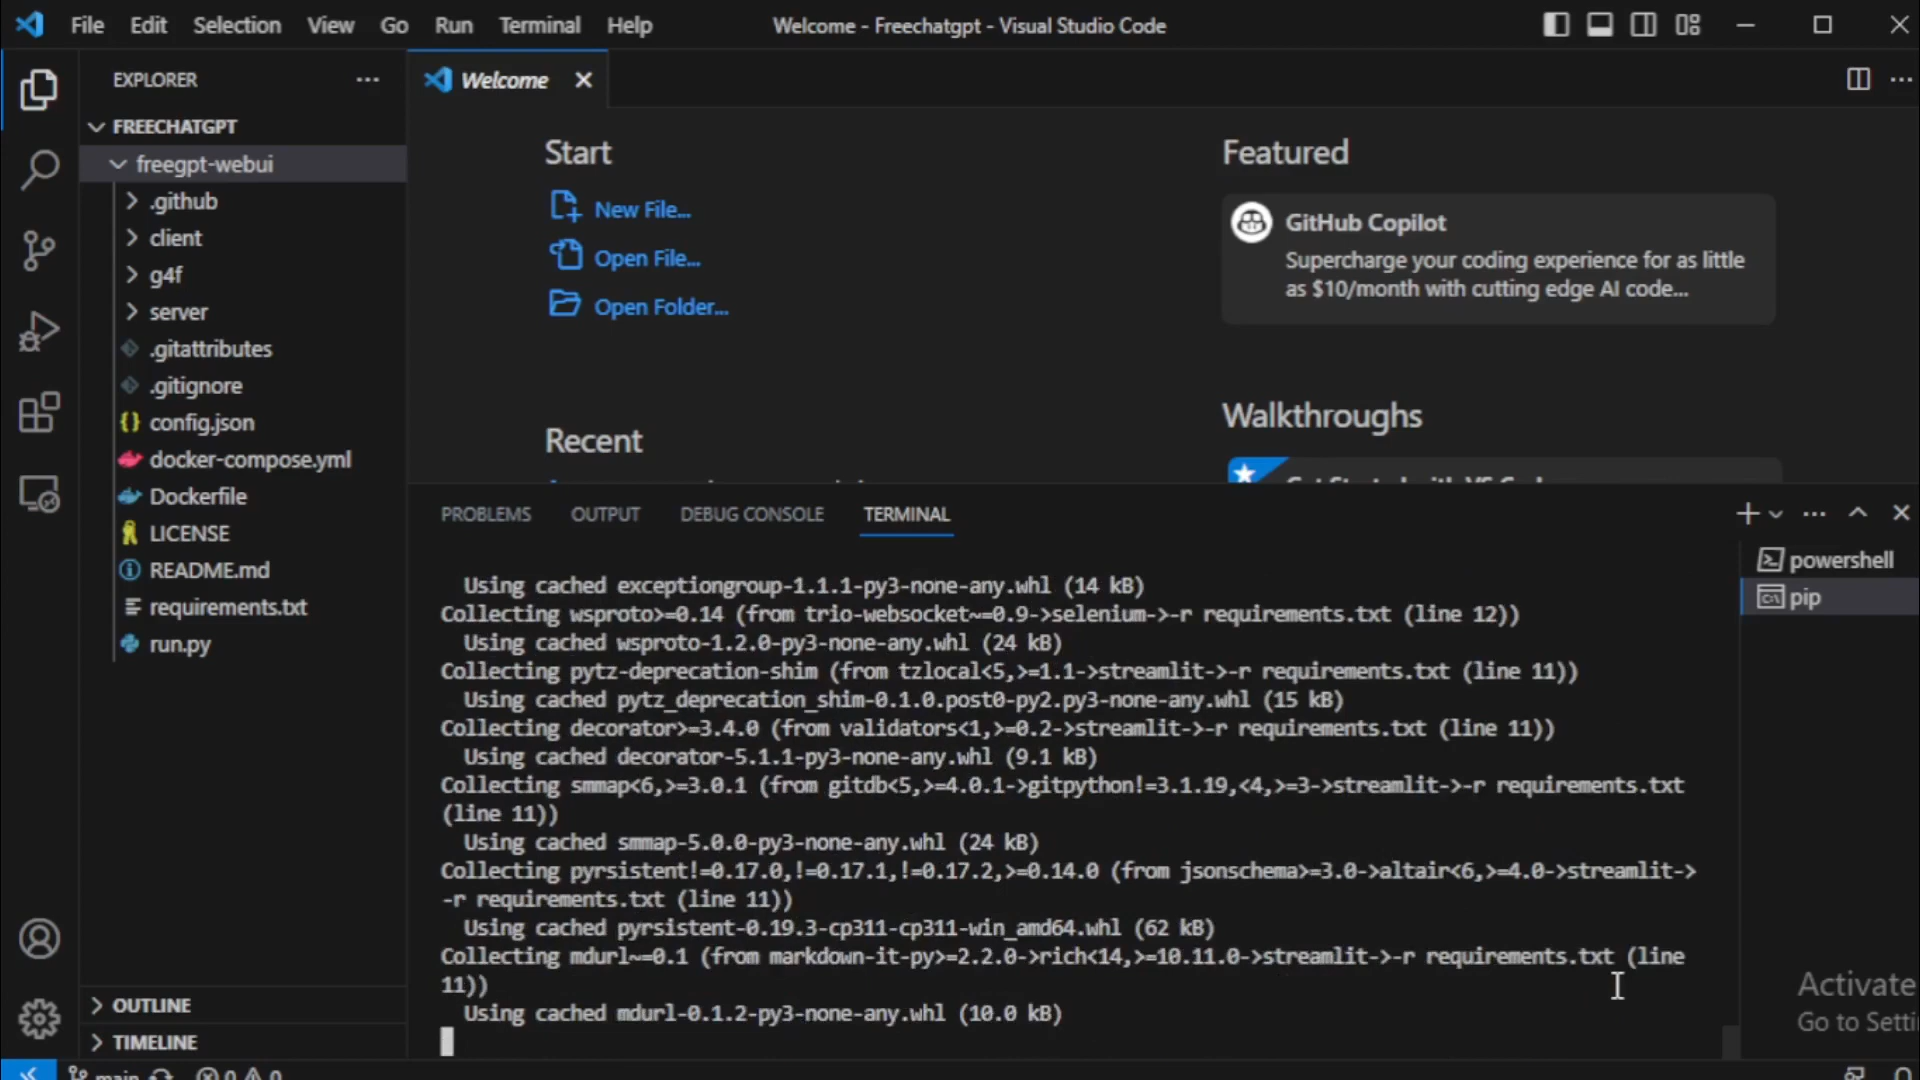 File Edit Selection View Go Run Terminal Help
Welcome - Freechatgpt - Visual Studio Code
EXPLORER
FREECHATGPT
freegpt-webui
.github
client
g4f
server
.gitattributes
.gitignore
config.json
docker-compose.yml
Dockerfile
LICENSE
README.md
requirements.txt
run.py
OUTLINE
TIMELINE
Welcome
Start
New File...
Open File...
Open Folder...
Recent
Featured
GitHub Copilot
Supercharge your coding experience for as little
as $10/month with cutting edge AI code...
Walkthroughs
PROBLEMS OUTPUT DEBUG CONSOLE TERMINAL
Using cached exceptiongroup-1.1.1-py3-none-any.whl (14 kB)
Collecting wsproto>=0.14 (from trio-websocket~=0.9->selenium->-r requirements.txt (line 12))
Using cached wsproto-1.2.0-py3-none-any.whl (24 kB)
Collecting pytz-deprecation-shim (from tzlocal<5,>=1.1->streamlit->-r requirements.txt (line 11))
Using cached pytz_deprecation_shim-0.1.0.post0-py2.py3-none-any.whl (15 kB)
Collecting decorator>=3.4.0 (from validators<1,>=0.2->streamlit->-r requirements.txt (line 11))
Using cached decorator-5.1.1-py3-none-any.whl (9.1 kB)
Collecting smmap<6,>=3.0.1 (from gitdb<5,>=4.0.1->gitpython!=3.1.19,<4,>=3->streamlit->-r requirements.txt
(line 11))
Using cached smmap-5.0.0-py3-none-any.whl (24 kB)
Collecting pyrsistent!=0.17.0,!=0.17.1,!=0.17.2,>=0.14.0 (from jsonschema>=3.0->altair<6,>=4.0->streamlit->
-r requirements.txt (line 11))
Using cached pyrsistent-0.19.3-cp311-cp311-win_amd64.whl (62 kB)
Collecting mdurl~=0.1 (from markdown-it-py>=2.2.0->rich<14,>=10.11.0->streamlit->-r requirements.txt (line
11))
Using cached mdurl-0.1.2-py3-none-any.whl (10.0 kB)
powershell
pip
Activate
Go to Setti
main 0 0